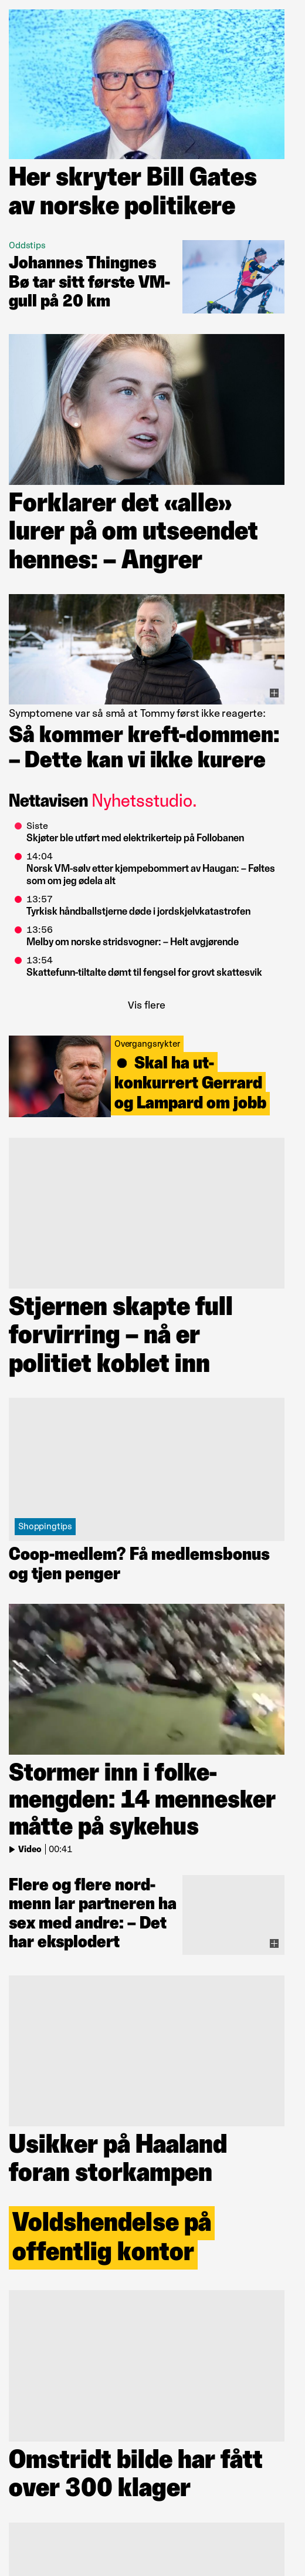 Her skryter Bill Gates
av norske politikere
Oddstips
Johannes Thingnes
Bø tar sitt første VM-
gull på 20 km
Forklarer det «alle»
lurer på om utseendet
hennes: – Angrer
Symptomene var så små at Tommy først ikke reagerte:
Så kommer kreft-dommen:
– Dette kan vi ikke kurere
Nettavisen Nyhetsstudio.
Siste
Skjøter ble utført med elektrikerteip på Follobanen
14:04
Norsk VM-sølv etter kjempebommert av Haugan: – Føltes
som om jeg ødela alt
13:57
Tyrkisk håndballstjerne døde i jordskjelvkatastrofen
13:56
Melby om norske stridsvogner: – Helt avgjørende
13:54
Skattefunn-tiltalte dømt til fengsel for grovt skattesvik
Vis flere
Overgangsrykter
Skal ha ut-
konkurrert Gerrard
og Lampard om jobb
Stjernen skapte full
forvirring – nå er
politiet koblet inn
Shoppingtips
Coop-medlem? Få medlemsbonus
og tjen penger
Stormer inn i folke-
mengden: 14 mennesker
måtte på sykehus
Video | 00:41
Flere og flere nord-
menn lar partneren ha
sex med andre: – Det
har eksplodert
Usikker på Haaland
foran storkampen
Voldshendelse på
offentlig kontor
Omstridt bilde har fått
over 300 klager